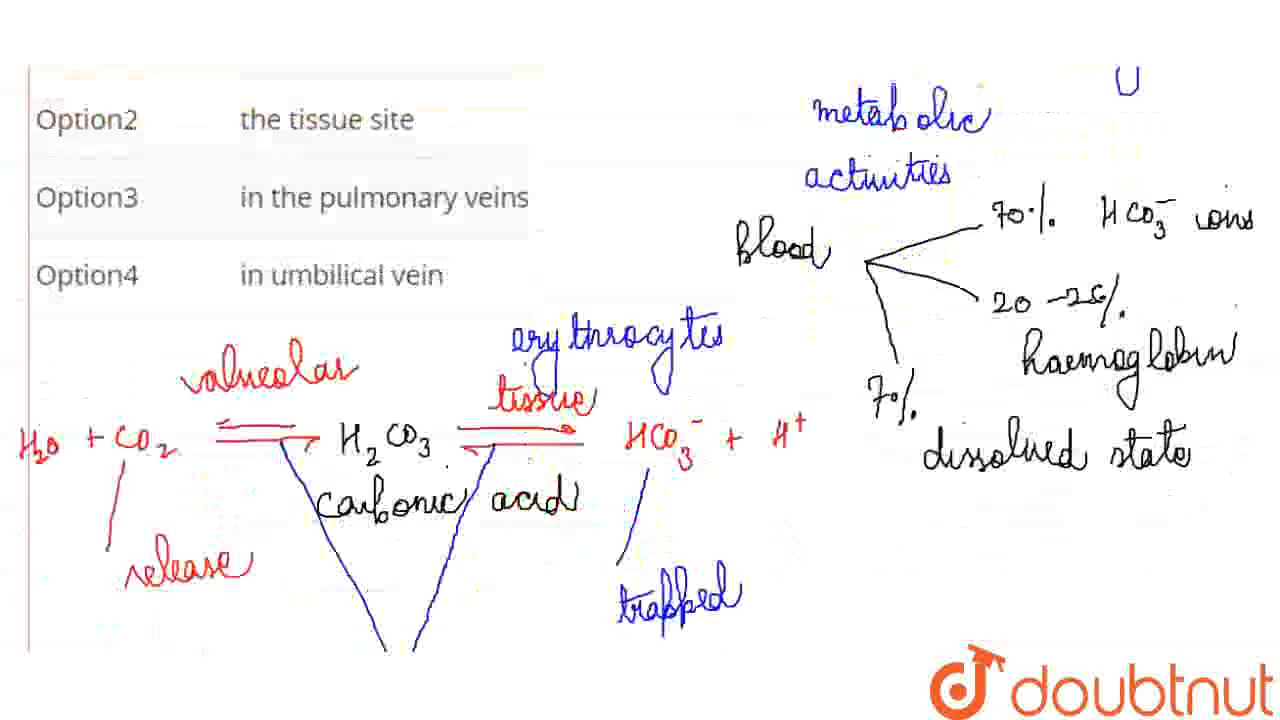 Option2 the tissue site
Option3 in the pulmonary veins
Option4 in umbilical vein
metabolic
activities
blood
70%. HCO3- ions
20-25%.
haemoglobin
7%.
dissolved state
erythrocytes
valueolar
tissue
H2O + CO2 H2CO3 HCO3- + H+
carbonic acid
release
trapped
doubtnut